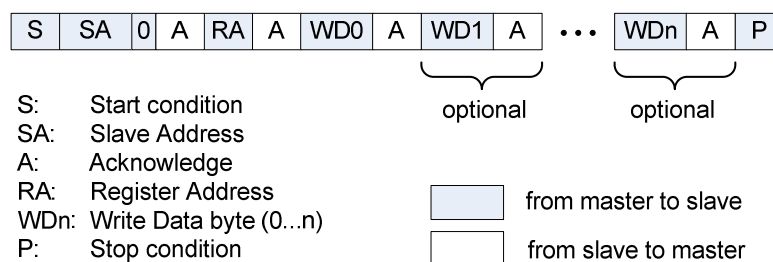 S SA 0 A RA A WD0 A WD1 A ••• WDn A P
optional optional
S: Start condition
SA: Slave Address
A: Acknowledge
RA: Register Address
WDn: Write Data byte (0...n)
P: Stop condition
from master to slave
from slave to master